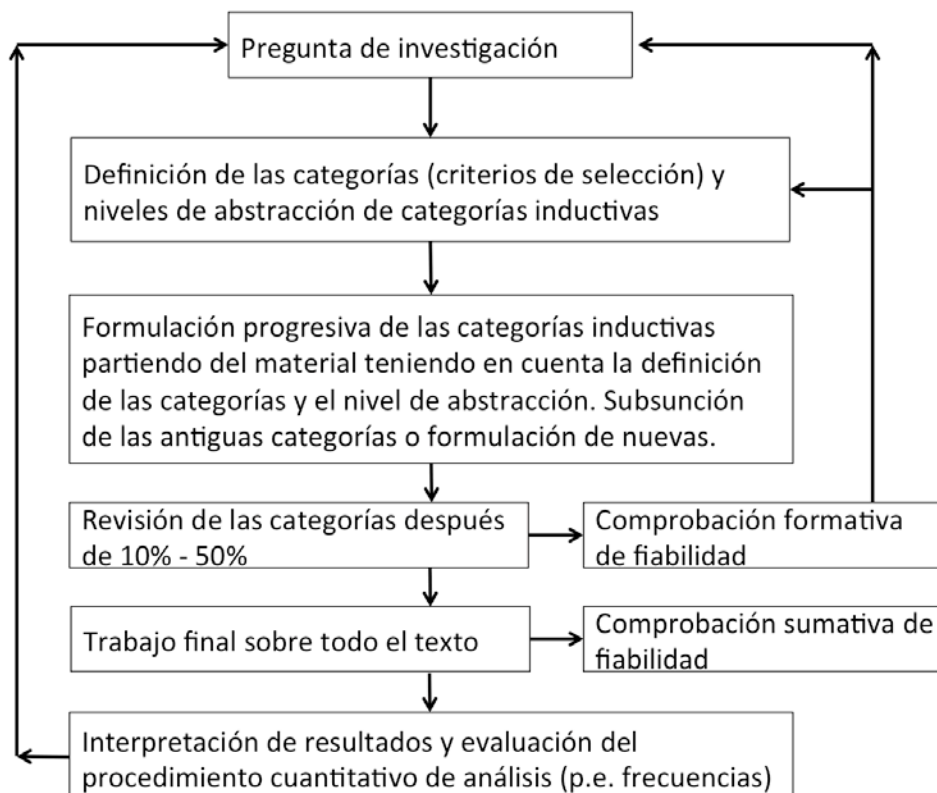 Pregunta de investigación
Definición de las categorías (criterios de selección) y
niveles de abstracción de categorías inductivas
Formulación progresiva de las categorías inductivas
partiendo del material teniendo en cuenta la definición
de las categorías y el nivel de abstracción. Subsunción
de las antiguas categorías o formulación de nuevas.
Revisión de las categorías después
de 10% - 50%
Comprobación formativa
de fiabilidad
Trabajo final sobre todo el texto
Comprobación sumativa de
fiabilidad
Interpretación de resultados y evaluación del
procedimiento cuantitativo de análisis (p.e. frecuencias)